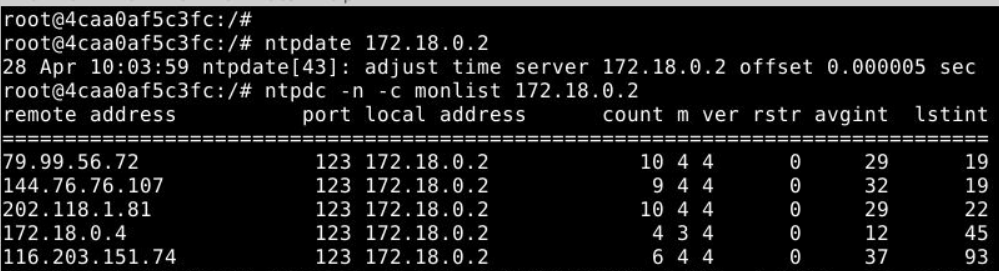 root@4caa0af5c3fc:/#
root@4caa0af5c3fc:/# ntpdate 172.18.0.2
28 Apr 10:03:59 ntpdate[43]: adjust time server 172.18.0.2 offset 0.000005 sec
root@4caa0af5c3fc:/# ntpdc -n -c monlist 172.18.0.2
remote address          port local address      count m ver rstr avgint  lstint
===============================================================================
79.99.56.72              123 172.18.0.2            10 4 4      0     29      19
144.76.76.107            123 172.18.0.2             9 4 4      0     32      19
202.118.1.81             123 172.18.0.2            10 4 4      0     29      22
172.18.0.4               123 172.18.0.2             4 3 4      0     12      45
116.203.151.74           123 172.18.0.2             6 4 4      0     37      93